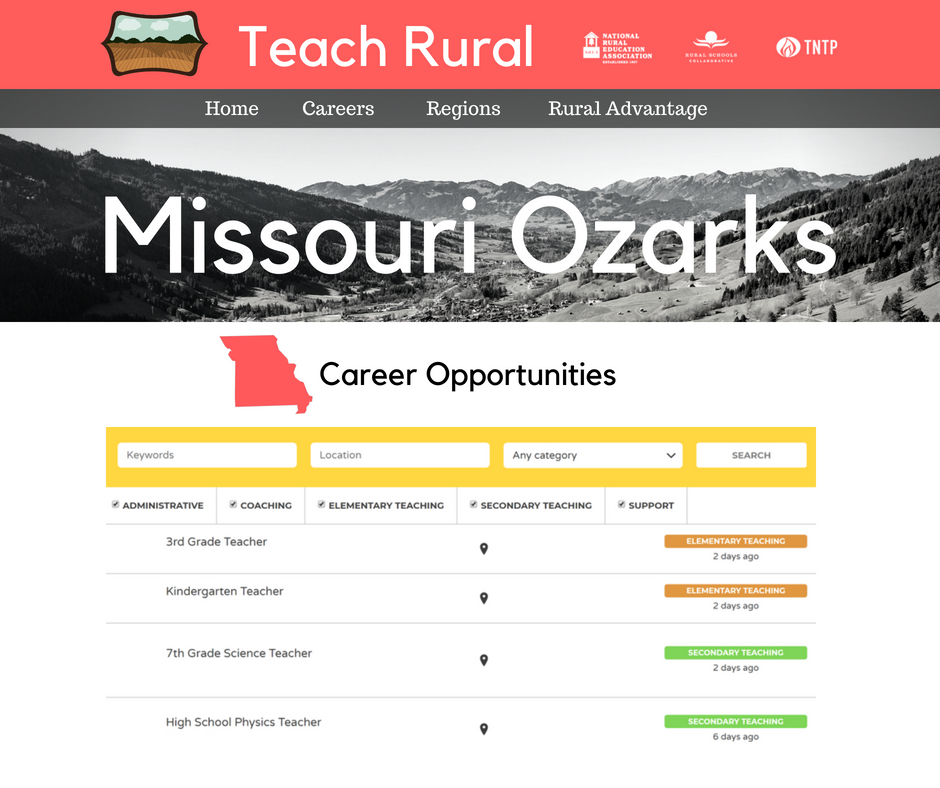 Teach Rural
NATIONAL
RURAL
EDUCATION
ASSOCIATION
ESTABLISHED 1907
RURAL SCHOOLS
COLLABORATIVE
TNTP
Home Careers Regions Rural Advantage
Missouri Ozarks
Career Opportunities
Keywords Location Any category SEARCH
ADMINISTRATIVE COACHING ELEMENTARY TEACHING SECONDARY TEACHING SUPPORT
3rd Grade Teacher ELEMENTARY TEACHING
2 days ago
Kindergarten Teacher ELEMENTARY TEACHING
2 days ago
7th Grade Science Teacher SECONDARY TEACHING
2 days ago
High School Physics Teacher SECONDARY TEACHING
6 days ago